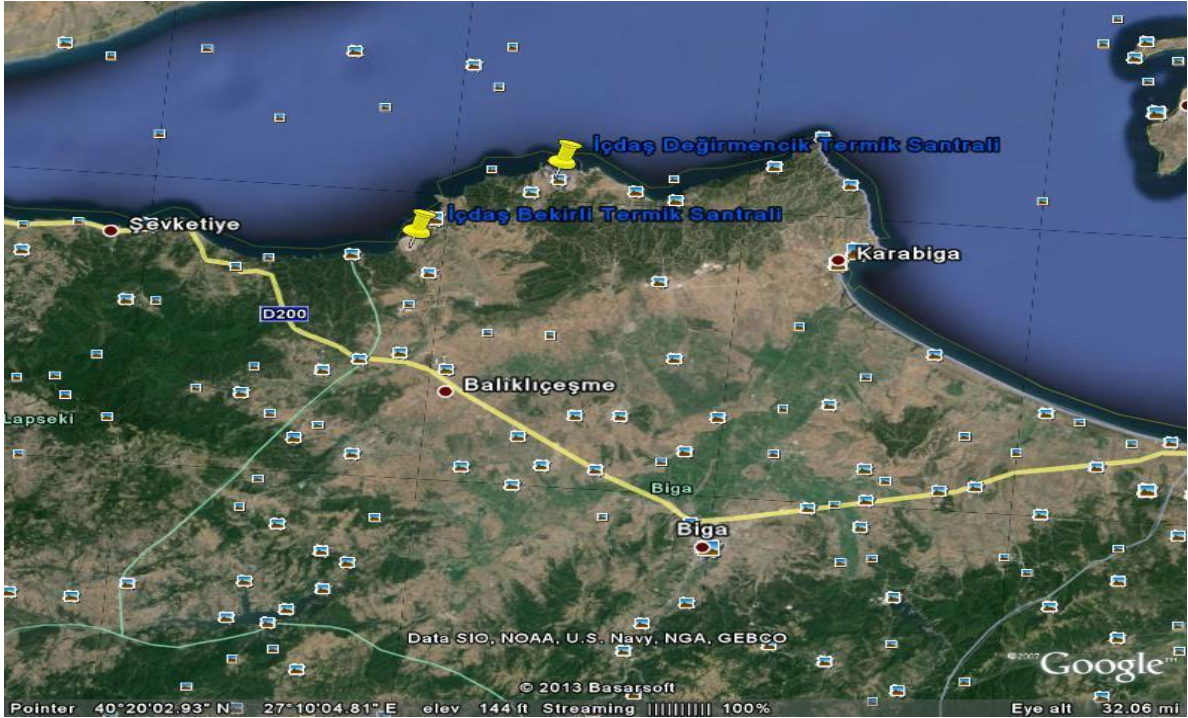 İçdaş Değirmencik Termik Santrali
İçdaş Bekirli Termik Santrali
Şevketiye
Karabiga
D200
Balıklıçeşme
Lapseki
Biga
Biga
Data SIO, NOAA, U.S. Navy, NGA, GEBCO
© 2013 Basarsoft
©2007 Google™
Pointer 40°20'02.93" N 27°10'04.81" E elev 144 ft Streaming |||||||||| 100% Eye alt 32.06 mi